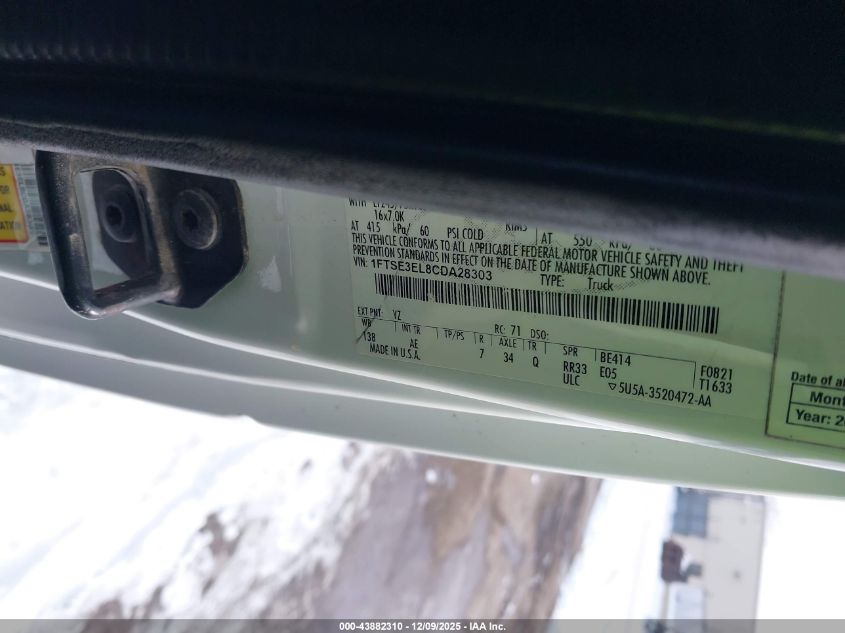 16x7.0K
AT 415 kPa/ 60 PSI COLD RIMS AT 550
THIS VEHICLE CONFORMS TO ALL APPLICABLE FEDERAL MOTOR VEHICLE SAFETY AND THEFT
PREVENTION STANDARDS IN EFFECT ON THE DATE OF MANUFACTURE SHOWN ABOVE.
VIN: 1FTSE3EL8CDA28303
TYPE: Truck
EXT PNT YZ RC: 71 DSO:
WB INT TR TP/PS R AXLE TR SPR BE414 F0821
138 AE 7 34 Q RR33 E05 T1633
MADE IN U.S.A. ULC ▽5U5A-3520472-AA
Date of al
Mont
Year: 2
000-43882310 - 12/09/2025 - IAA Inc.